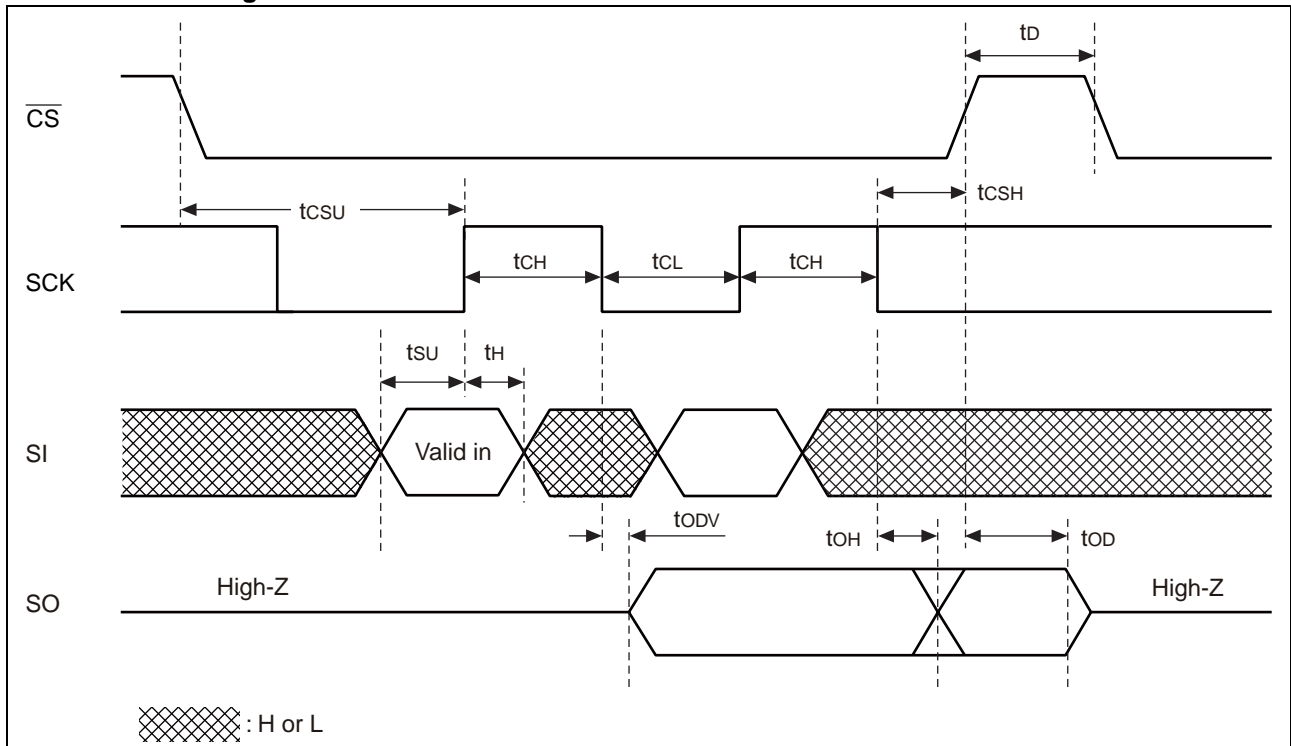 tD
CS
tCSH
tCSU
SCK
tCH
tCL
tCH
tSU
tH
SI
Valid in
tODV
tOH
tOD
High-Z
High-Z
SO
: H or L